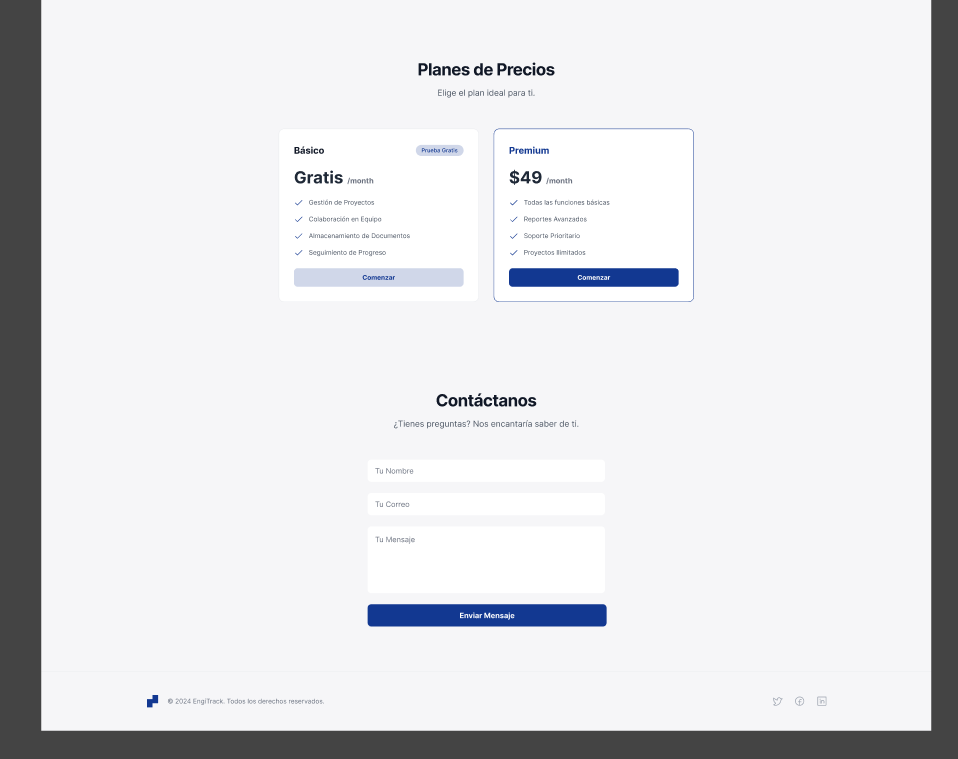 Planes de Precios
Elige el plan ideal para ti.
Básico
Prueba Gratis
Gratis /month
Gestión de Proyectos
Colaboración en Equipo
Almacenamiento de Documentos
Seguimiento de Progreso
Comenzar
Premium
$49 /month
Todas las funciones básicas
Reportes Avanzados
Soporte Prioritario
Proyectos Ilimitados
Comenzar
Contáctanos
¿Tienes preguntas? Nos encantaría saber de ti.
Tu Nombre
Tu Correo
Tu Mensaje
Enviar Mensaje
© 2024 EngiTrack. Todos los derechos reservados.